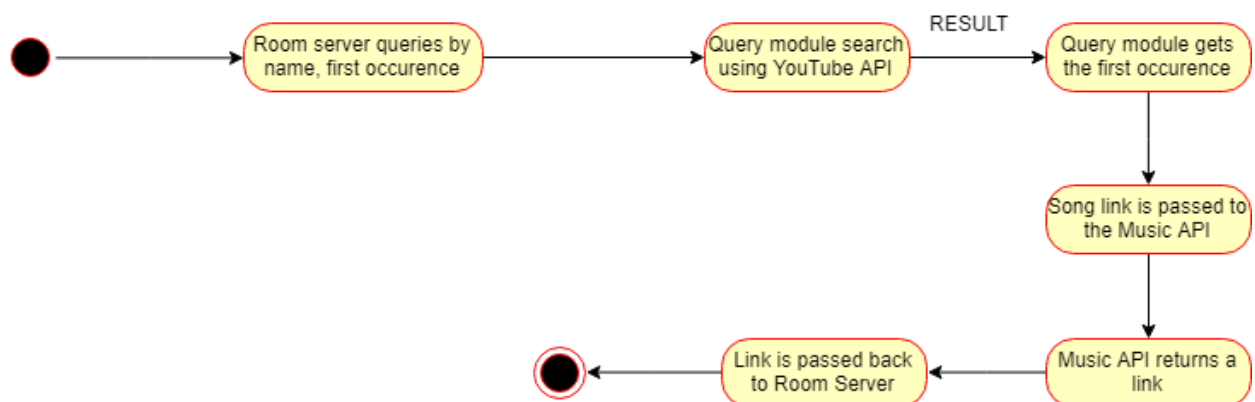 Room server queries by
name, first occurence
Query module search
using YouTube API
RESULT
Query module gets
the first occurence
Song link is passed to
the Music API
Music API returns a
link
Link is passed back
to Room Server